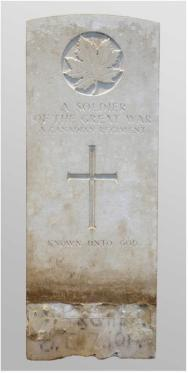 A SOLDIER
OF THE GREAT WAR
A CANADIAN REGIMENT
KNOWN UNTO GOD